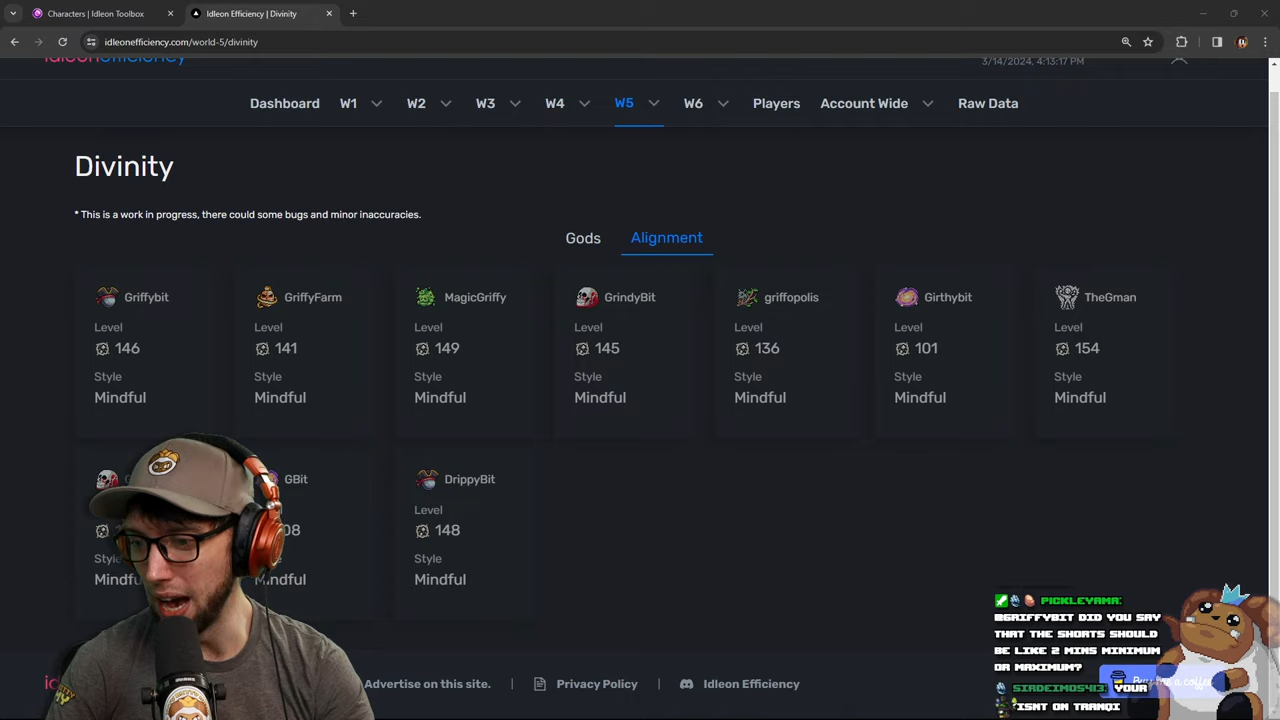 Characters | Idleon Toolbox
Idleon Efficiency | Divinity
idleonefficiency.com/world-5/divinity
idleonefficiency
3/14/2024, 4:13:17 PM
Dashboard W1 W2 W3 W4 W5 W6 Players Account Wide Raw Data
Divinity
* This is a work in progress, there could some bugs and minor inaccuracies.
Gods Alignment
Griffybit GriffyFarm MagicGriffy GrindyBit griffopolis Girthybit TheGman
Level Level Level Level Level Level Level
146 141 149 145 136 101 154
Style Style Style Style Style Style Style
Mindful Mindful Mindful Mindful Mindful Mindful Mindful
GBit DrippyBit
Level
08 148
Style Style
Mindful Mindful Mindful
PICKLEYAMA:
@GRIFFYBIT DID YOU SAY
THAT THE SHORTS SHOULD
BE LIKE 2 MINS MINIMUM
OR MAXIMUM?
SIRDEIMOS413: YOUR
ISNT ON TRANQI
Advertise on this site. | Privacy Policy | Idleon Efficiency